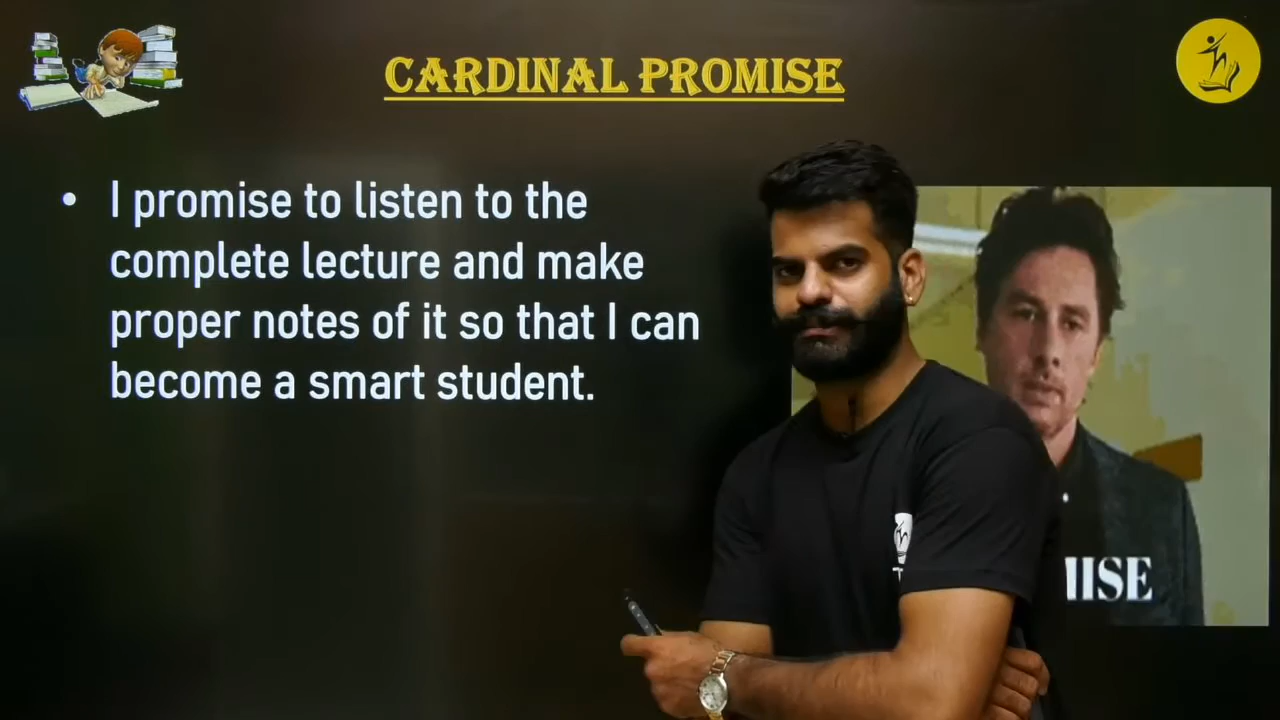 CARDINAL PROMISE
• I promise to listen to the
complete lecture and make
proper notes of it so that I can
become a smart student.
MISE